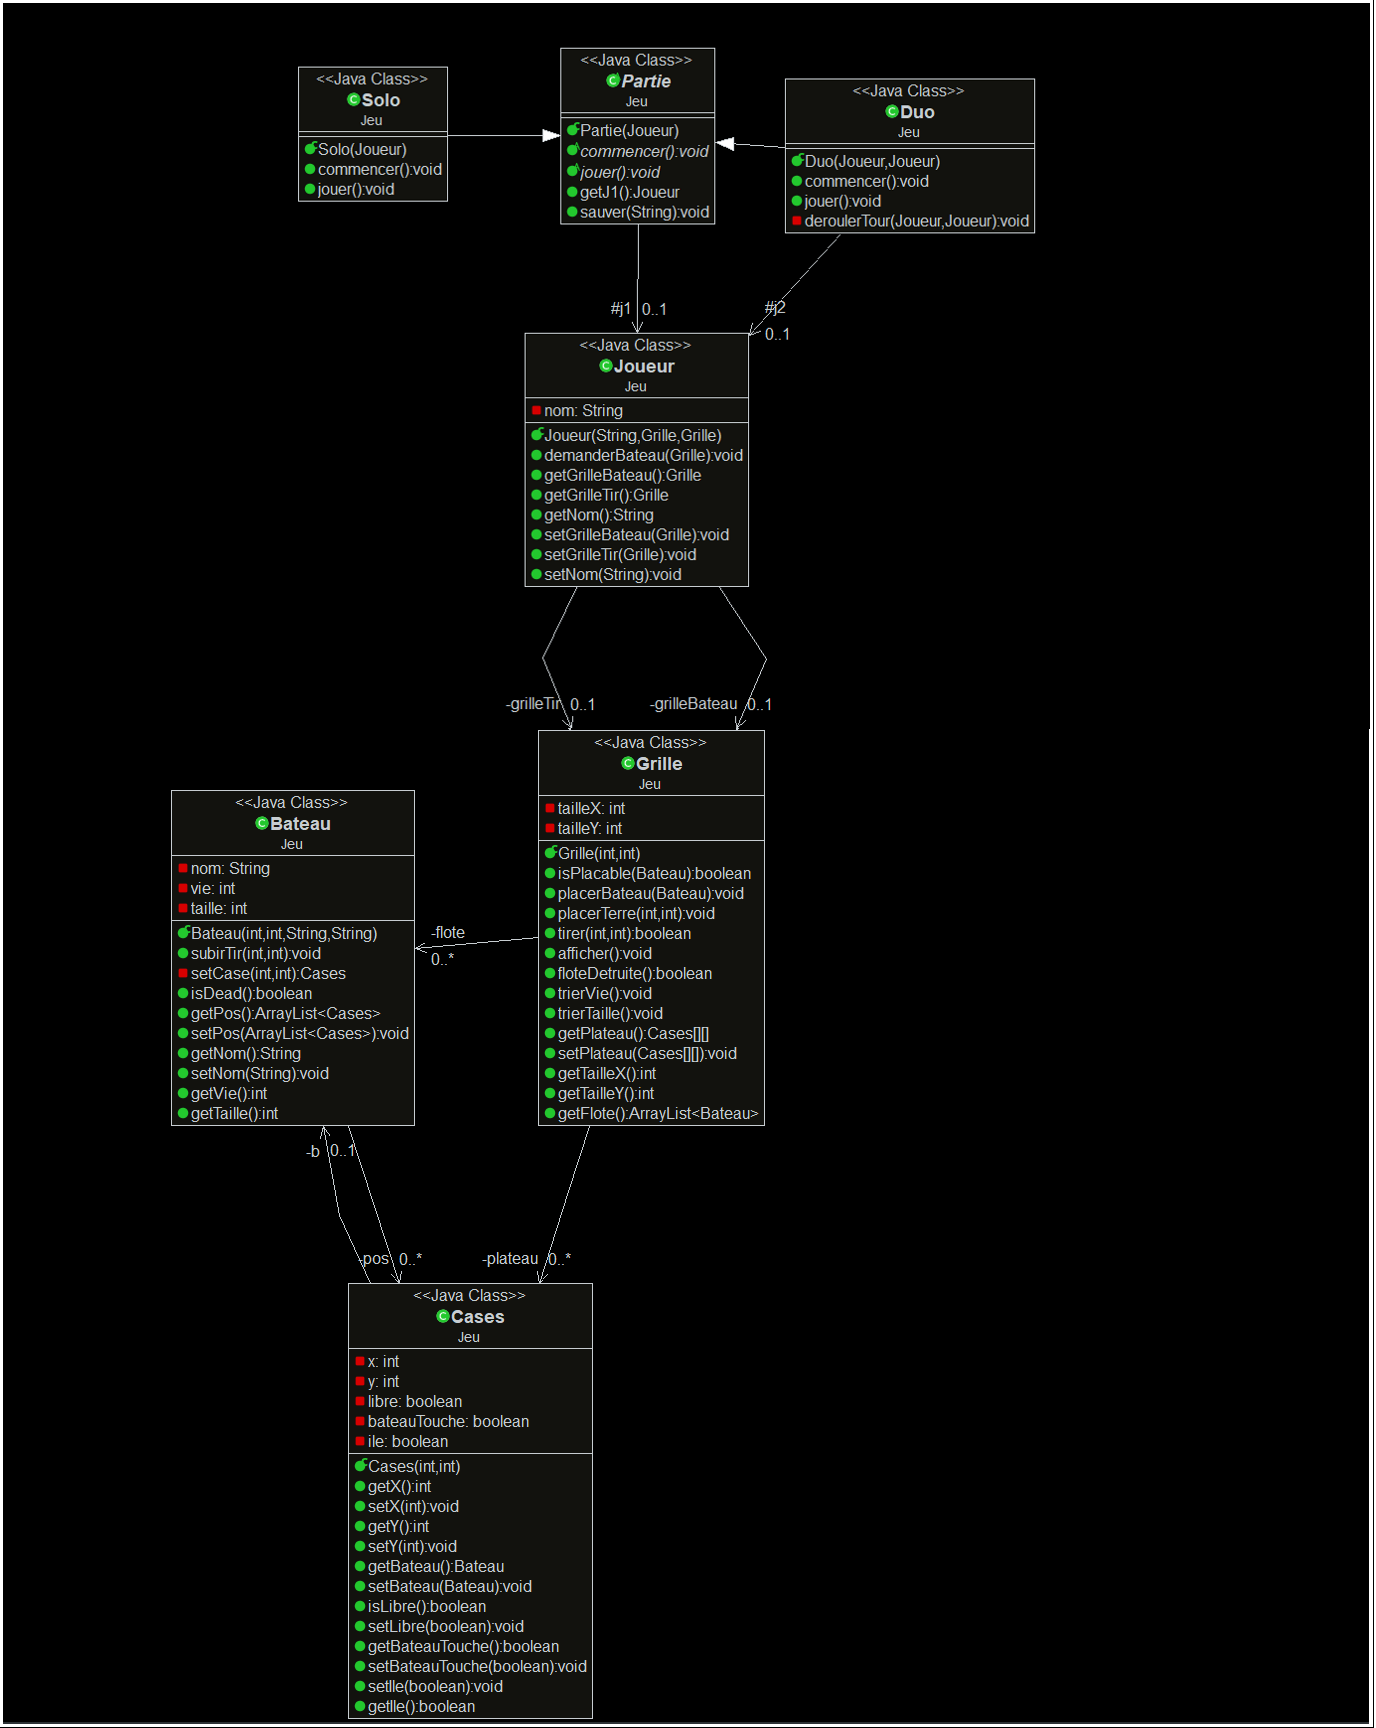 <<Java Class>>
Solo
Jeu
Solo(Joueur)
commencer():void
jouer():void
<<Java Class>>
Partie
Jeu
Partie(Joueur)
commencer():void
jouer():void
getJ1():Joueur
sauver(String):void
<<Java Class>>
Duo
Jeu
Duo(Joueur,Joueur)
commencer():void
jouer():void
deroulerTour(Joueur,Joueur):void
#j1 0..1
#j2
0..1
<<Java Class>>
Joueur
Jeu
nom: String
Joueur(String,Grille,Grille)
demanderBateau(Grille):void
getGrilleBateau():Grille
getGrilleTir():Grille
getNom():String
setGrilleBateau(Grille):void
setGrilleTir(Grille):void
setNom(String):void
-grilleTir 0..1
-grilleBateau 0..1
<<Java Class>>
Grille
Jeu
tailleX: int
tailleY: int
Grille(int,int)
isPlacable(Bateau):boolean
placerBateau(Bateau):void
placerTerre(int,int):void
tirer(int,int):boolean
afficher():void
floteDetruite():boolean
trierVie():void
trierTaille():void
getPlateau():Cases[][]
setPlateau(Cases[][]):void
getTailleX():int
getTailleY():int
getFlote():ArrayList<Bateau>
<<Java Class>>
Bateau
Jeu
nom: String
vie: int
taille: int
Bateau(int,int,String,String)
subirTir(int,int):void
setCase(int,int):Cases
isDead():boolean
getPos():ArrayList<Cases>
setPos(ArrayList<Cases>):void
getNom():String
setNom(String):void
getVie():int
getTaille():int
-flote
0..*
-b 0..1
-pos 0..*
-plateau 0..*
<<Java Class>>
Cases
Jeu
x: int
y: int
libre: boolean
bateauTouche: boolean
ile: boolean
Cases(int,int)
getX():int
setX(int):void
getY():int
setY(int):void
getBateau():Bateau
setBateau(Bateau):void
isLibre():boolean
setLibre(boolean):void
getBateauTouche():boolean
setBateauTouche(boolean):void
setIle(boolean):void
getIle():boolean